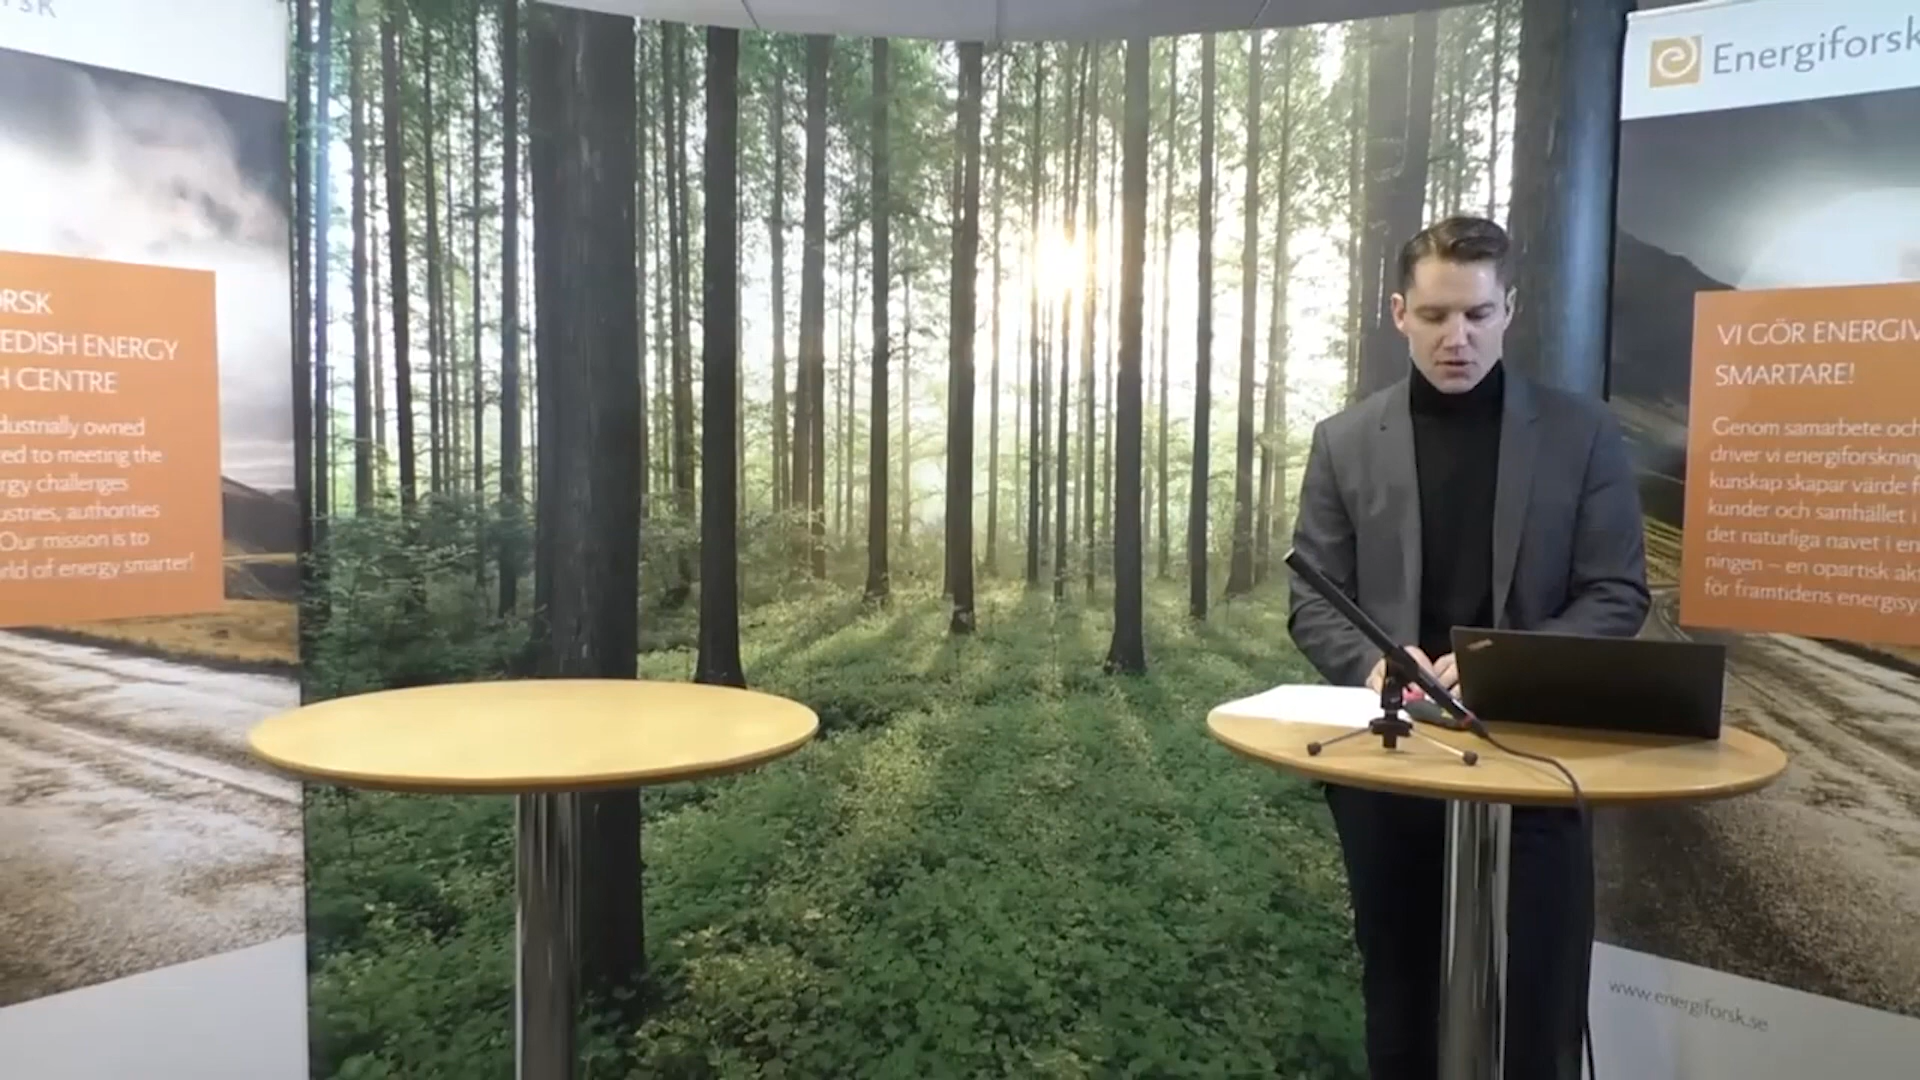 RSK
ORSK
EDISH ENERGY
H CENTRE
dustrially owned
ed to meeting the
rgy challenges
ustries, authorities
Our mission is to
rld of energy smarter!
Energiforsk
VI GÖR ENERGIV
SMARTARE!
Genom samarbete och
driver vi energiforskning
kunskap skapar värde f
kunder och samhället i
det naturliga navet i en
ningen – en opartisk akt
för framtidens energisy
www.energiforsk.se